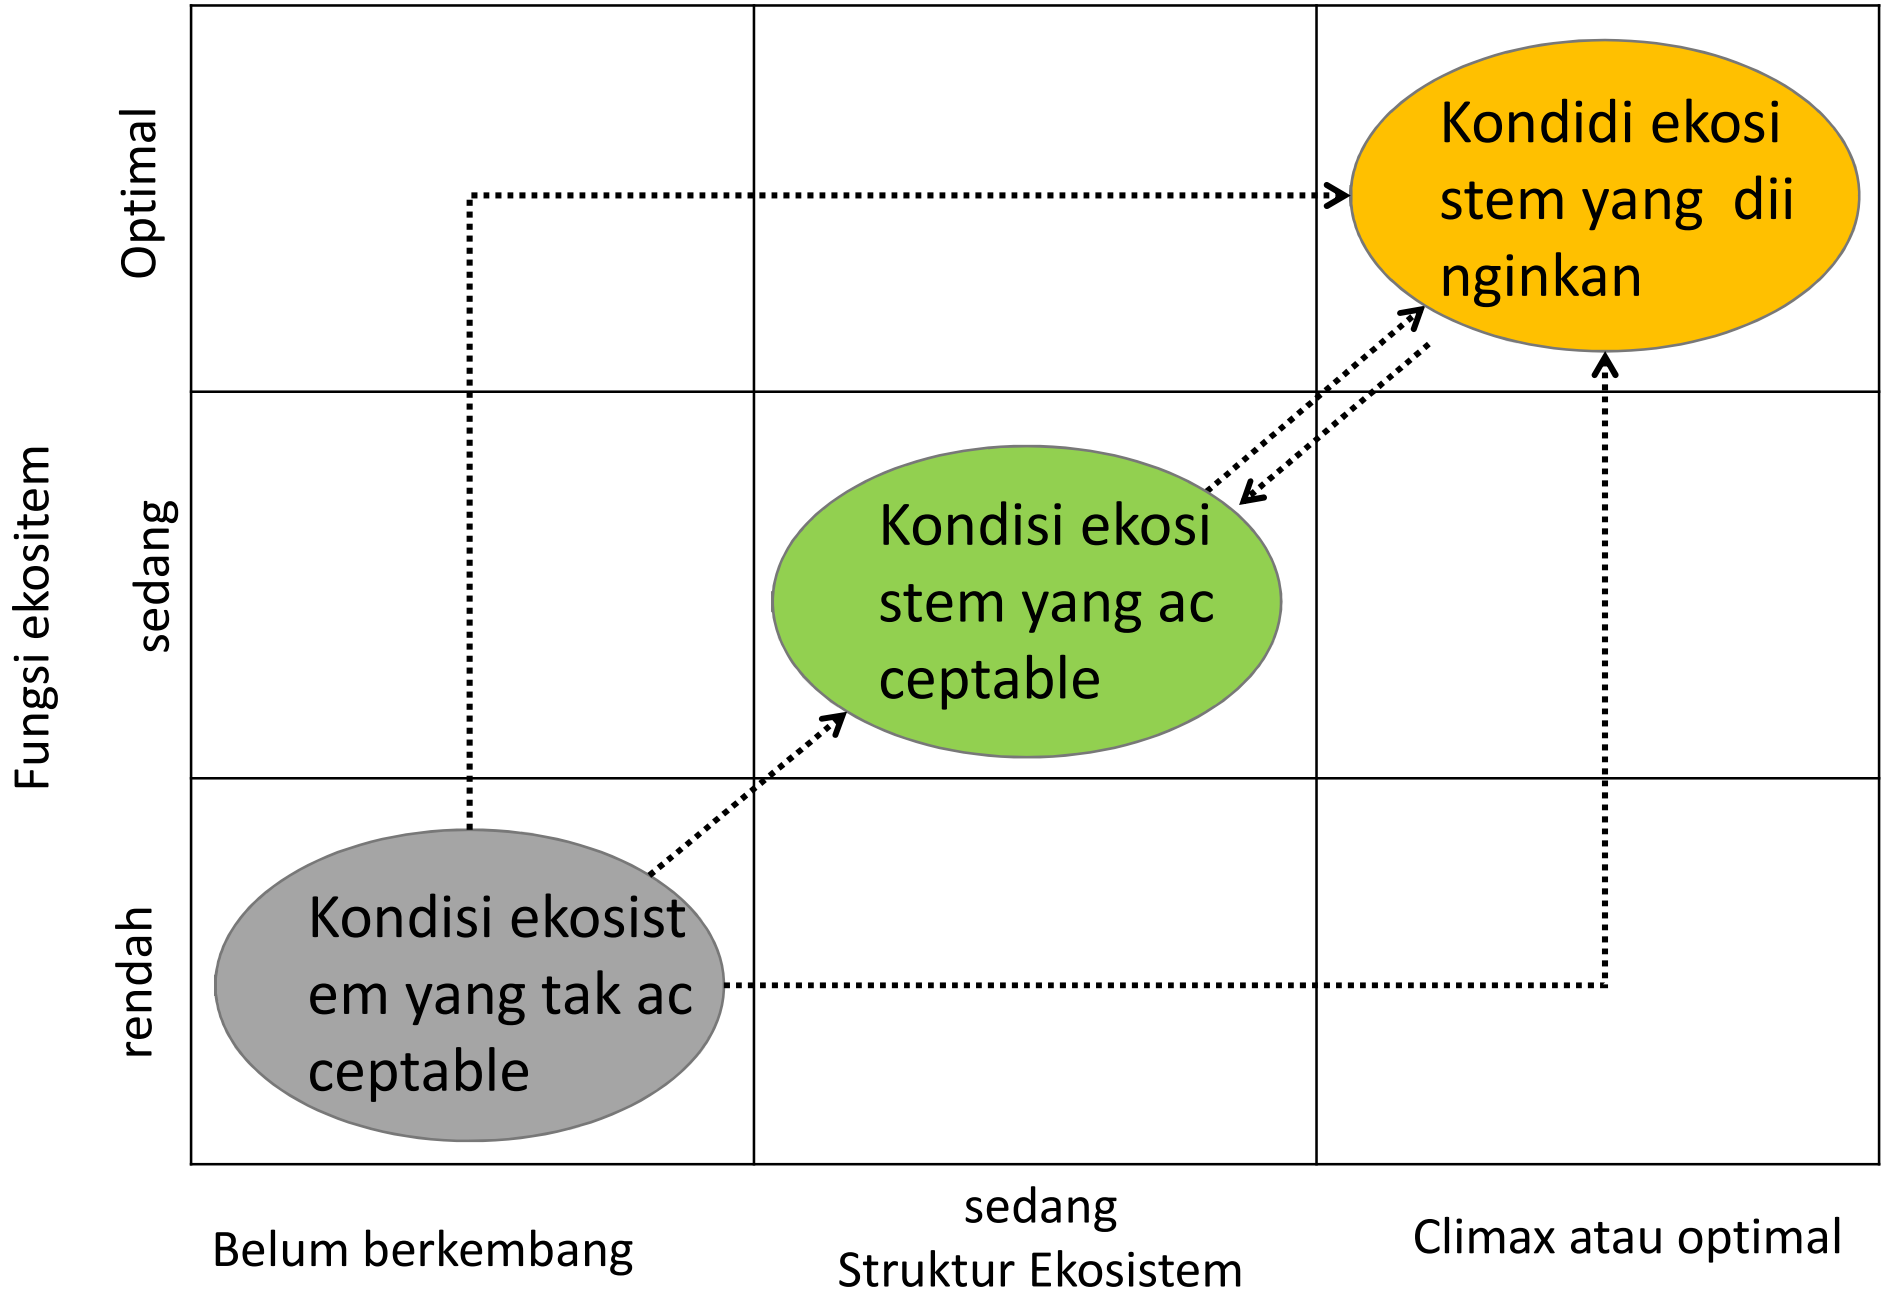 Fungsi ekositem
Optimal
sedang
rendah
Kondidi ekosi
stem yang  dii
nginkan
Kondisi ekosi
stem yang ac
ceptable
Kondisi ekosist
em yang tak ac
ceptable
Belum berkembang
sedang
Struktur Ekosistem
Climax atau optimal